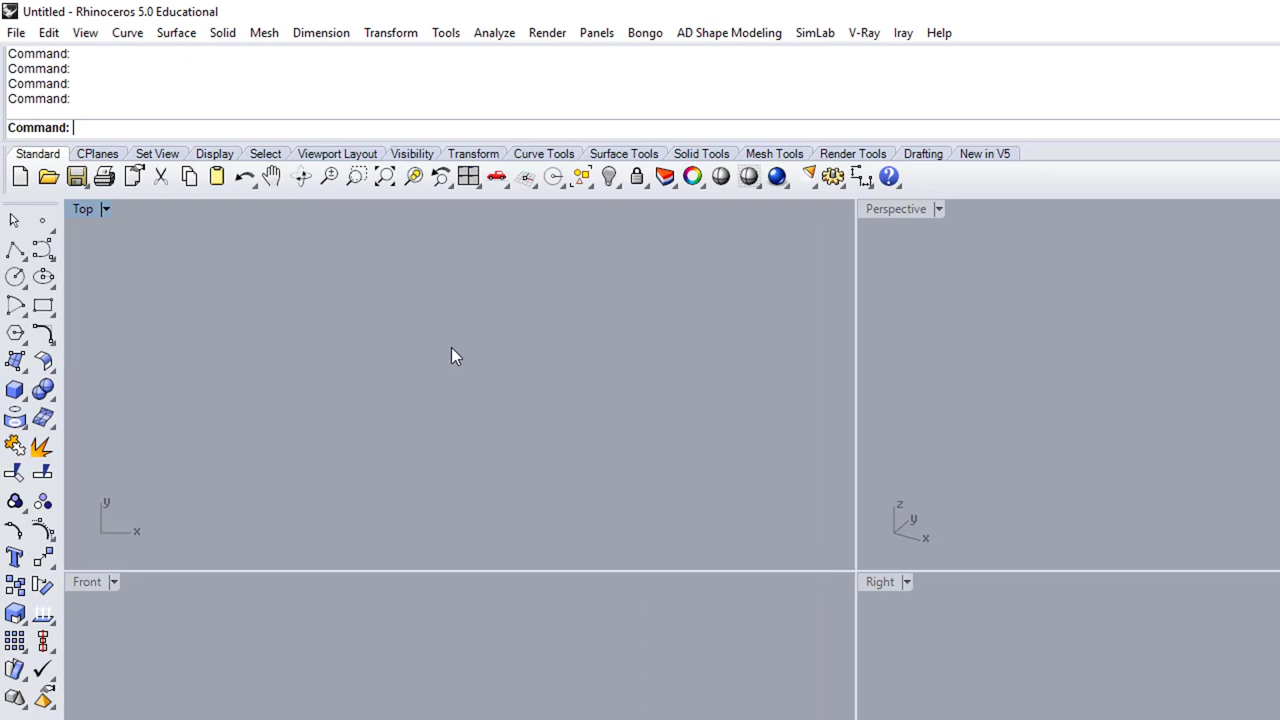 Untitled - Rhinoceros 5.0 Educational
File Edit View Curve Surface Solid Mesh Dimension Transform Tools Analyze Render Panels Bongo AD Shape Modeling SimLab V-Ray Iray Help
Command:
Command:
Command:
Command:
Command:
Standard CPlanes Set View Display Select Viewport Layout Visibility Transform Curve Tools Surface Tools Solid Tools Mesh Tools Render Tools Drafting New in V5
Top Perspective
y x z y x
Front Right